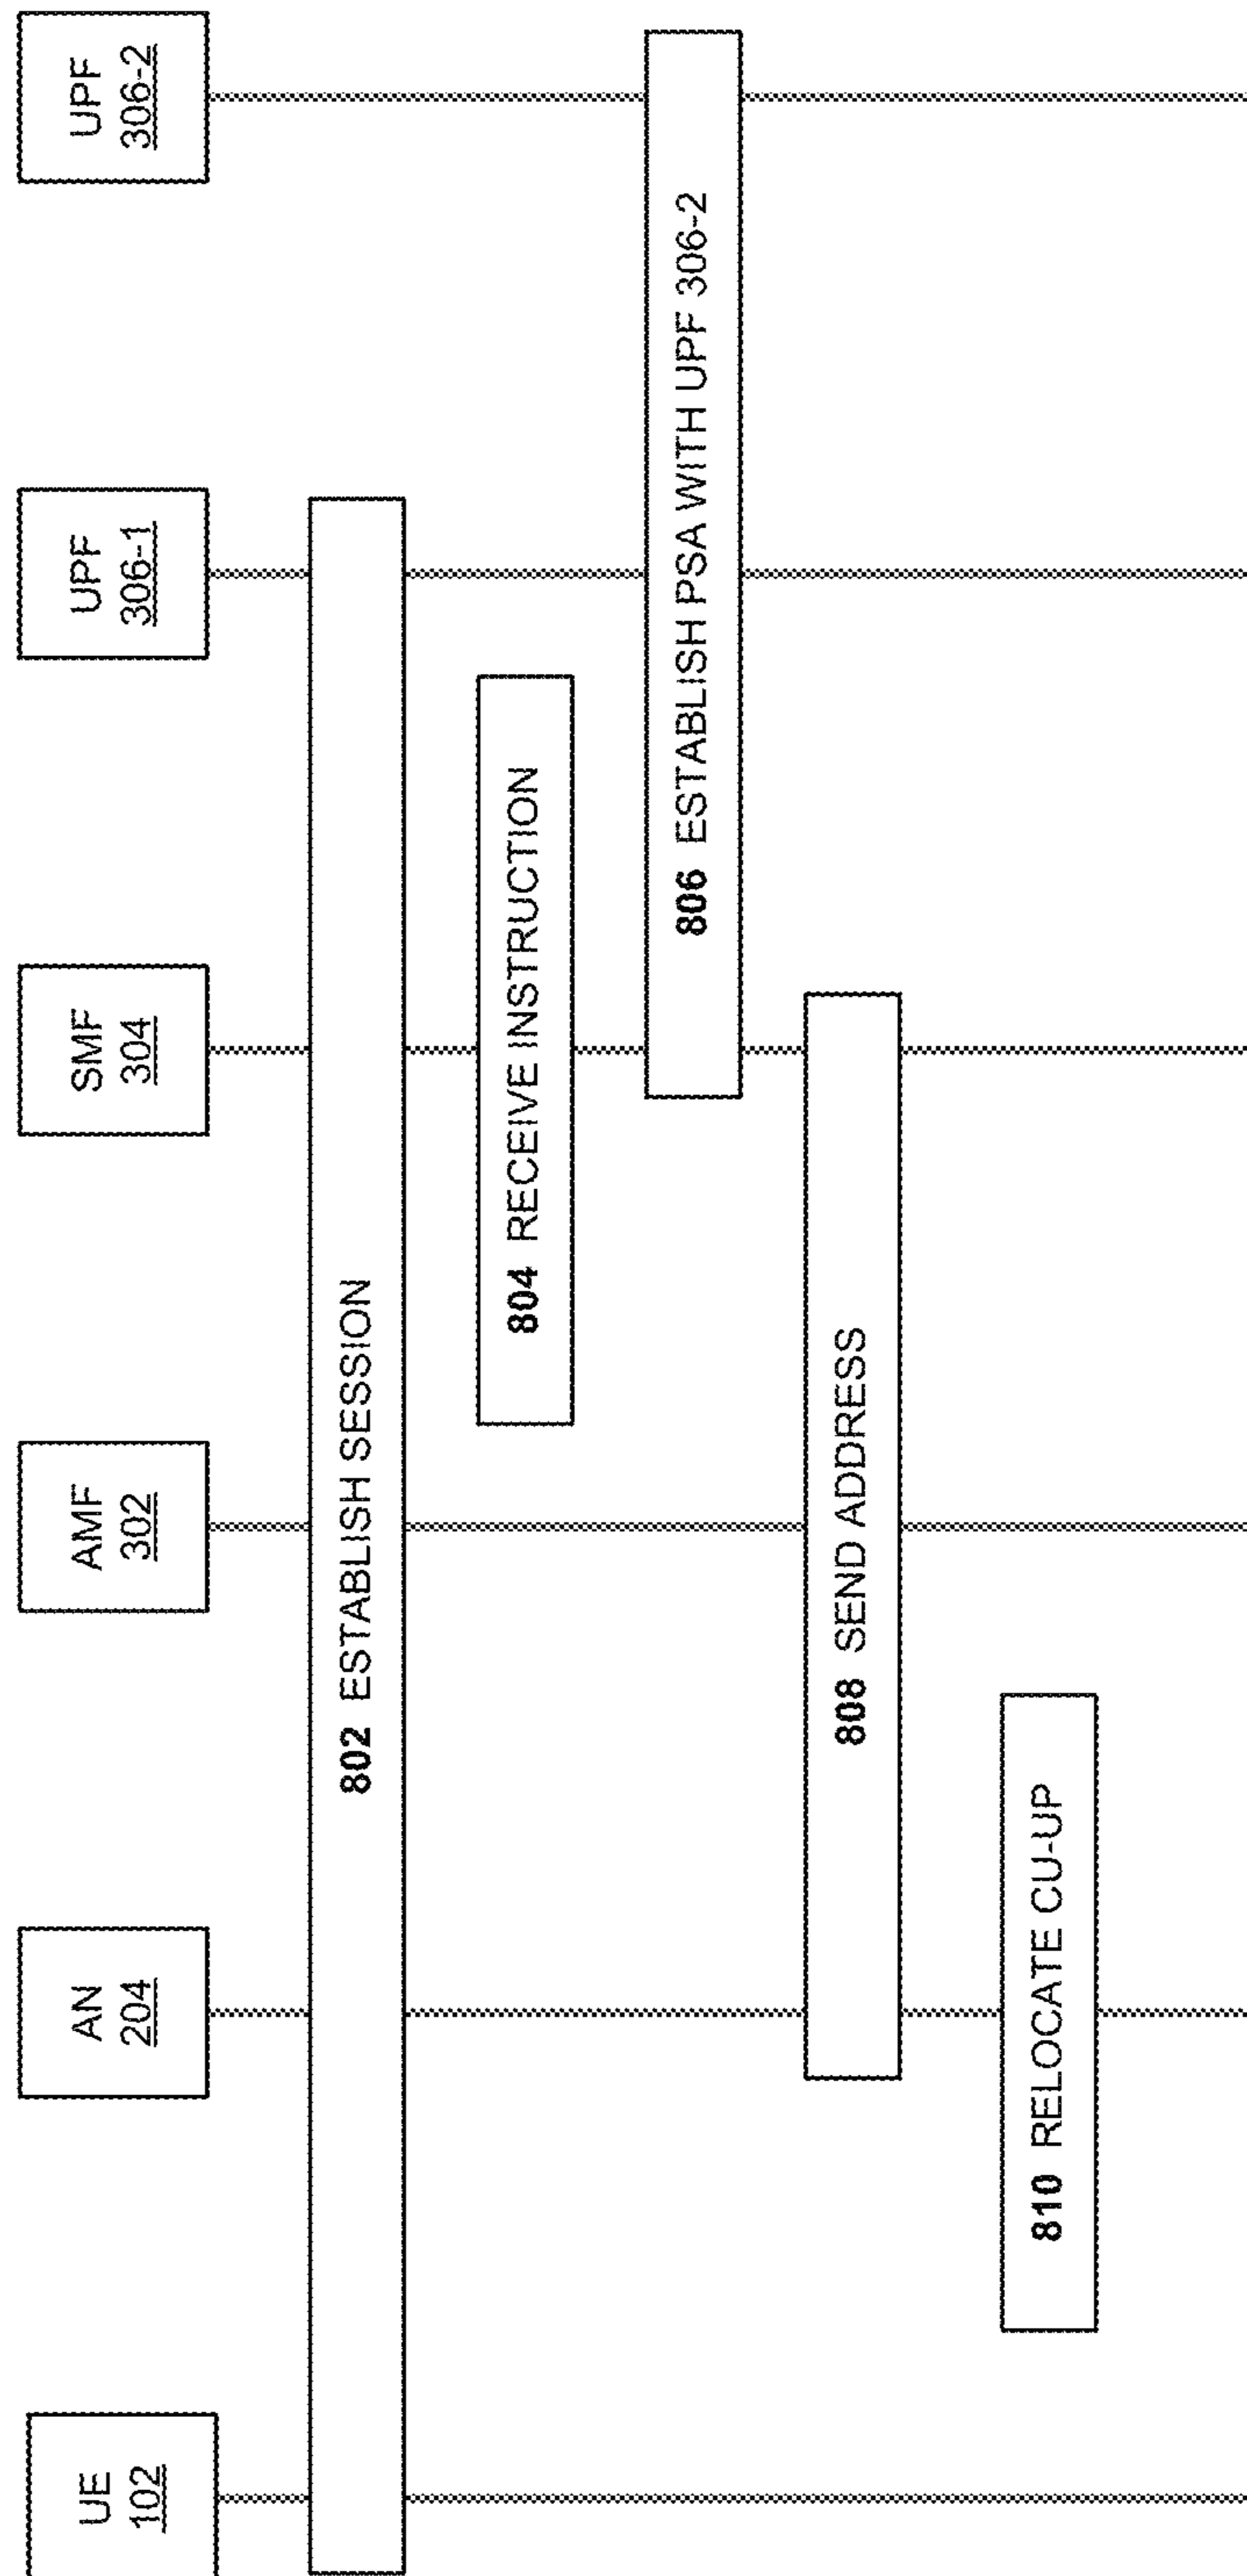 UE
102
AN
204
AMF
302
SMF
304
UPF
306-1
UPF
306-2
802 ESTABLISH SESSION
804 RECEIVE INSTRUCTION
806 ESTABLISH PSA WITH UPF 306-2
808 SEND ADDRESS
810 RELOCATE CU-UP